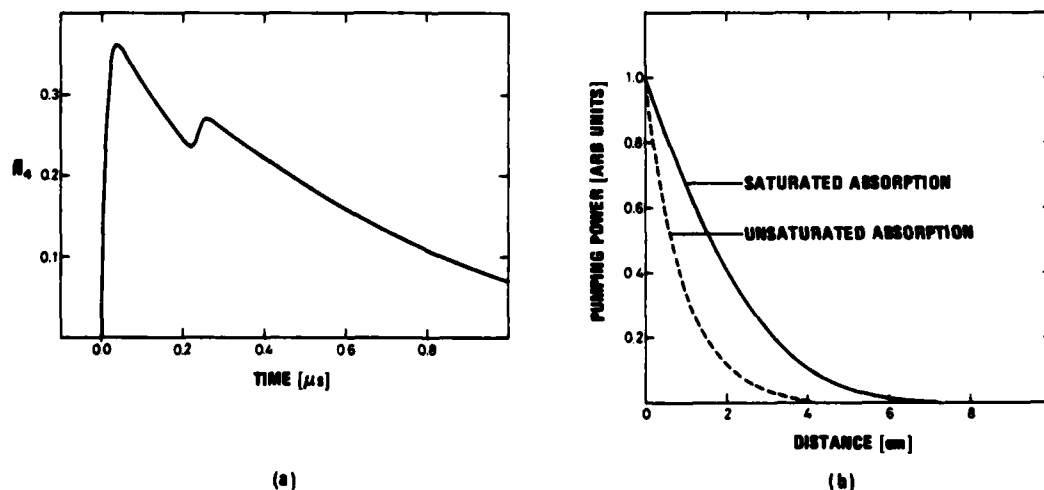 0.3
0.2
0.1
N̄₄
0.0 0.2 0.4 0.6 0.8
TIME [μs]
(a)
1.0
0.8
0.6
0.4
0.2
PUMPING POWER [ARB UNITS]
SATURATED ABSORPTION
UNSATURATED ABSORPTION
0 2 4 6 8
DISTANCE [cm]
(b)